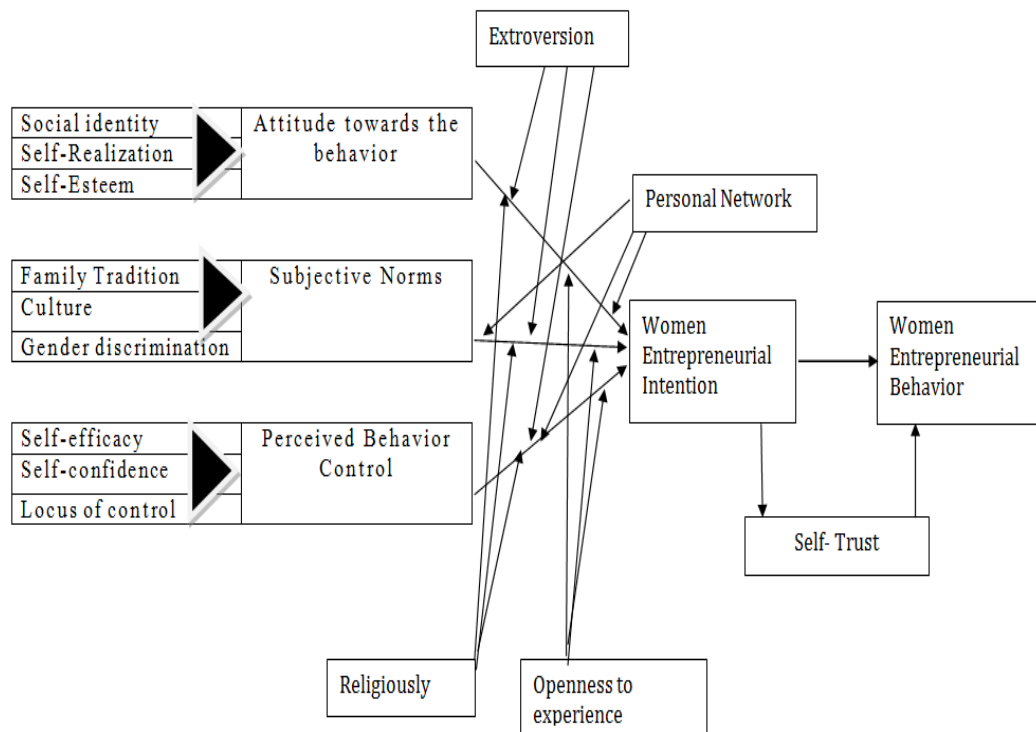 Extroversion
Social identity
Self-Realization
Self-Esteem
Attitude towards the
behavior
Personal Network
Family Tradition
Culture
Gender discrimination
Subjective Norms
Women
Entrepreneurial
Intention
Women
Entrepreneurial
Behavior
Self-efficacy
Self-confidence
Locus of control
Perceived Behavior
Control
Self- Trust
Religiously
Openness to
experience